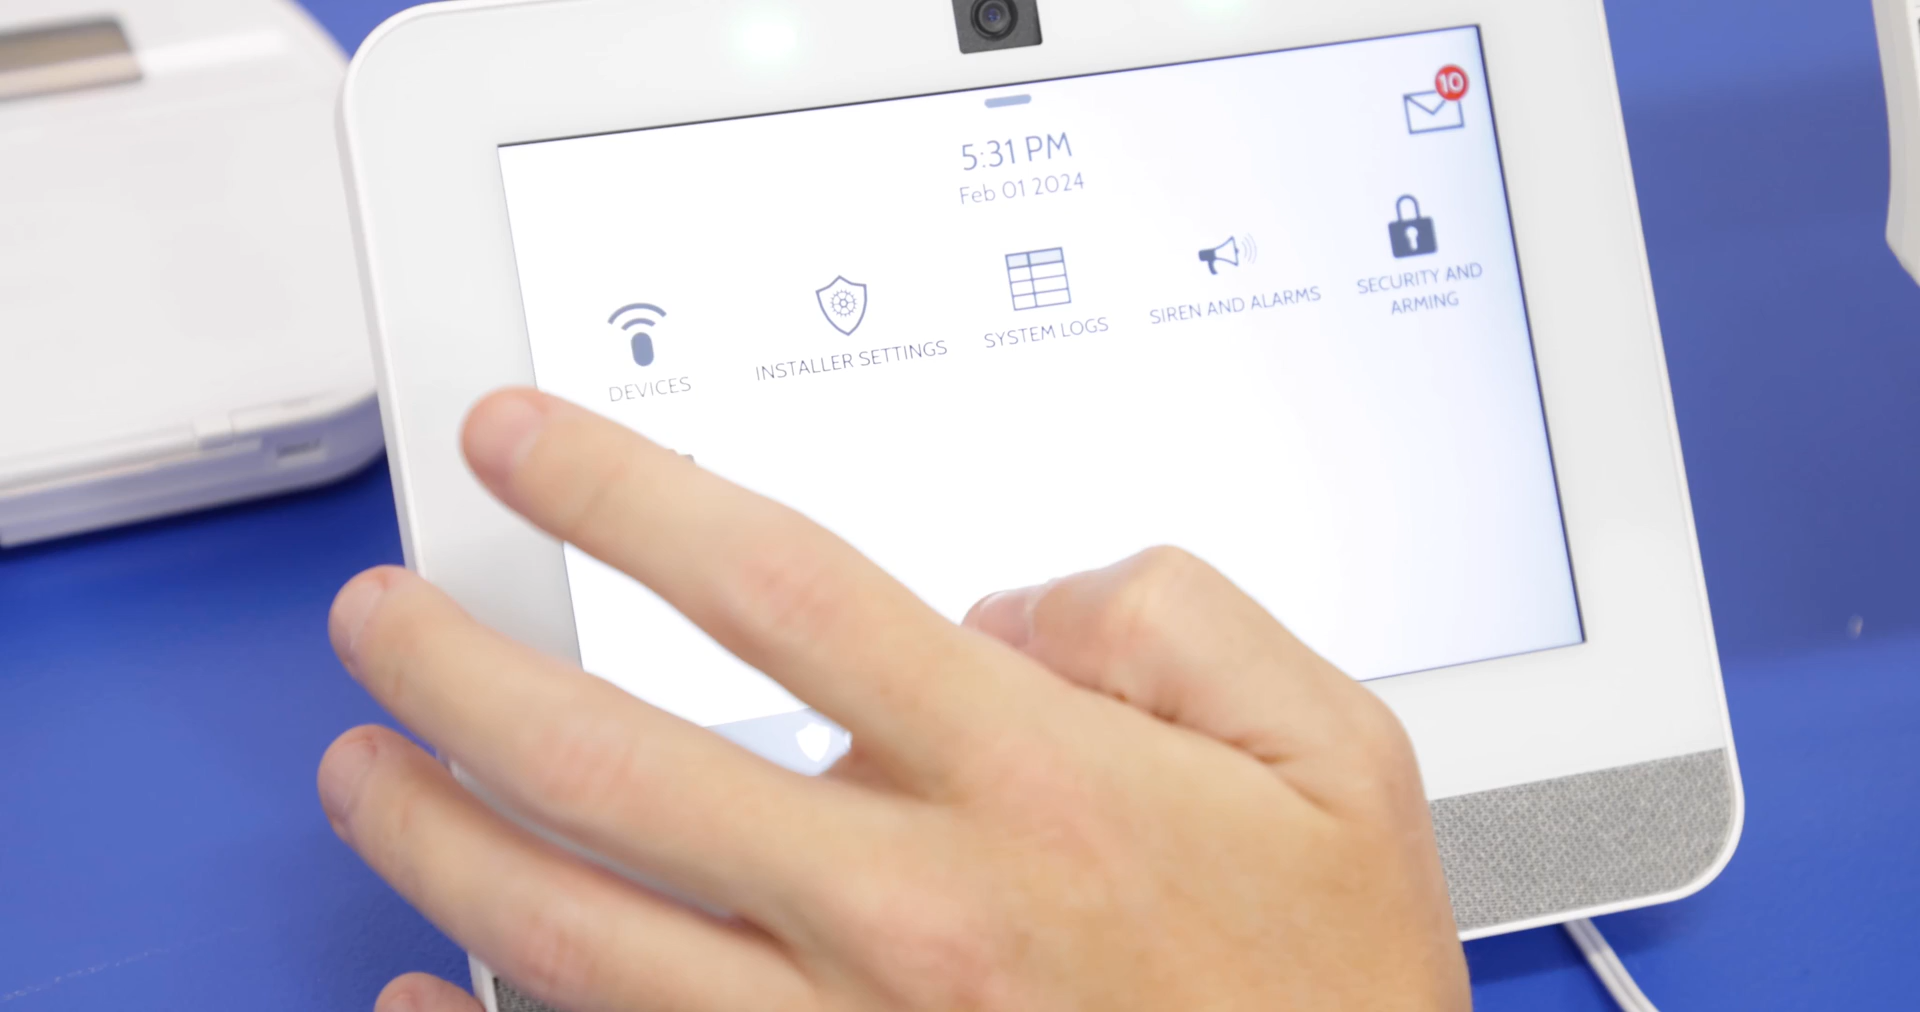 10
5:31 PM
Feb 01 2024
DEVICES
INSTALLER SETTINGS
SYSTEM LOGS
SIREN AND ALARMS
SECURITY AND
ARMING